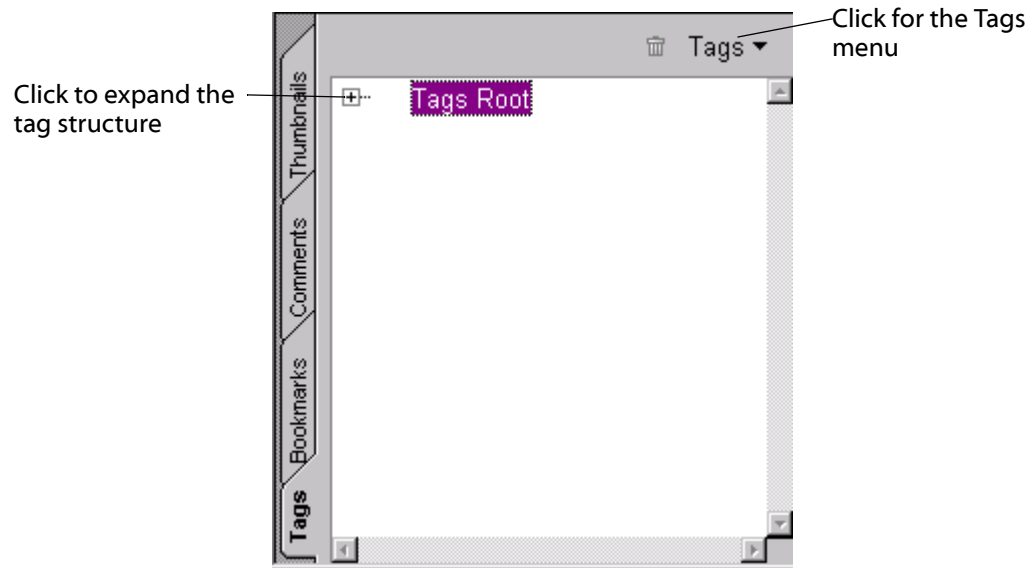 Click for the Tags
menu
Click to expand the
tag structure
Tags
Tags Root
Thumbnails
Comments
Bookmarks
Tags